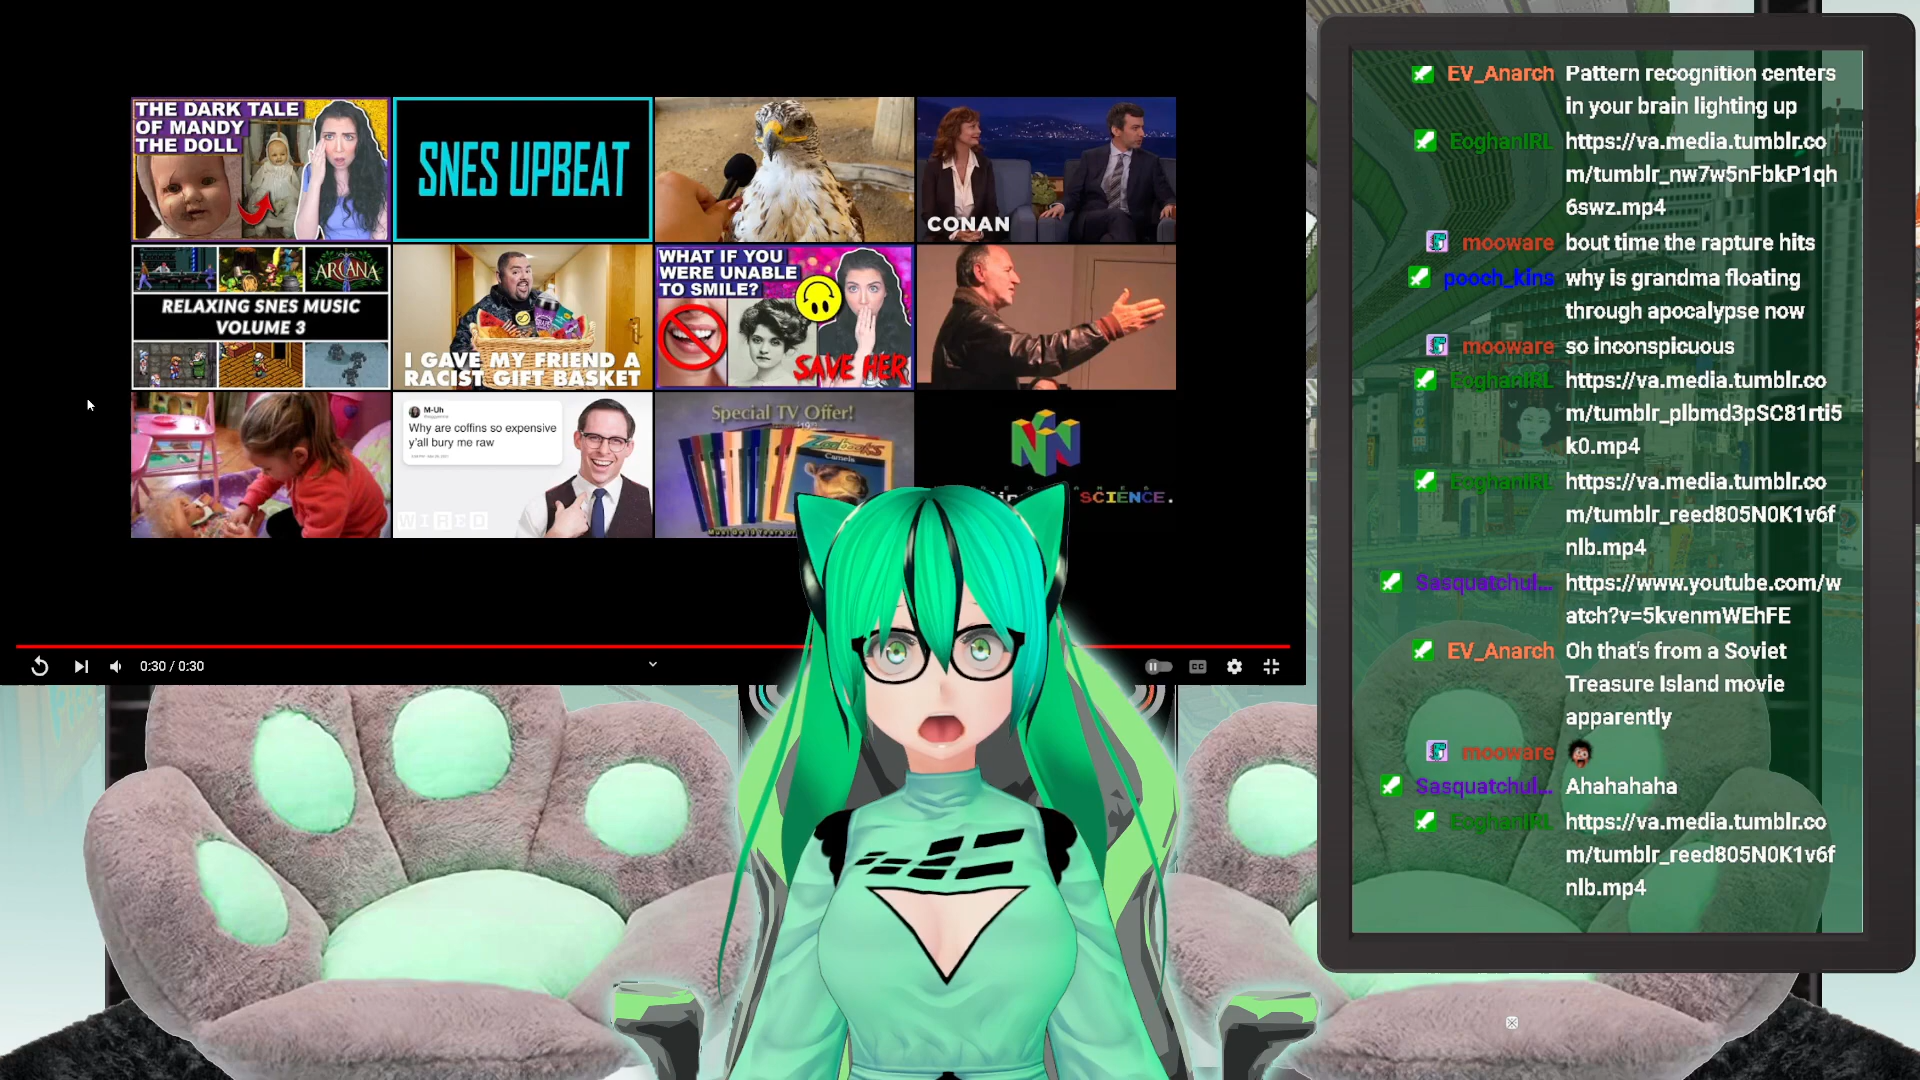 THE DARK TALE
OF MANDY
THE DOLL
SNES UPBEAT
CONAN
ARCANA
RELAXING SNES MUSIC
VOLUME 3
I GAVE MY FRIEND A
RACIST GIFT BASKET
WHAT IF YOU
WERE UNABLE
TO SMILE?
SAVE HER
M-Uh
Why are coffins so expensive
y'all bury me raw
WIRED
Special TV Offer!
Zoobooks
Camels
SCIENCE.
0:30 / 0:30
CC
EV_Anarch Pattern recognition centers
in your brain lighting up
EoghanIRL https://va.media.tumblr.co
m/tumblr_nw7w5nFbkP1qh
6swz.mp4
mooware bout time the rapture hits
pooch_kins why is grandma floating
through apocalypse now
mooware so inconspicuous
EoghanIRL https://va.media.tumblr.co
m/tumblr_plbmd3pSC81rti5
k0.mp4
EoghanIRL https://va.media.tumblr.co
m/tumblr_reed805N0K1v6f
nlb.mp4
Sasquatchul... https://www.youtube.com/w
atch?v=5kvenmWEhFE
EV_Anarch Oh that's from a Soviet
Treasure Island movie
apparently
mooware
Sasquatchul... Ahahahaha
EoghanIRL https://va.media.tumblr.co
m/tumblr_reed805N0K1v6f
nlb.mp4